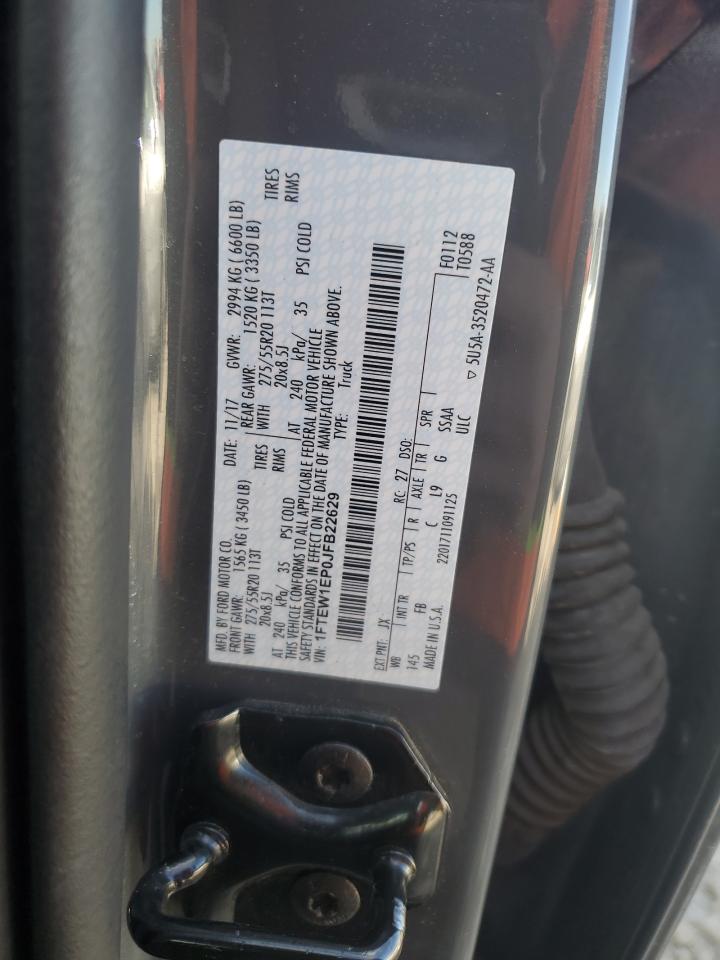 MFD. BY FORD MOTOR CO. DATE: 11/17 GVWR: 2994 KG ( 6600 LB)
FRONT GAWR: 1565 KG ( 3450 LB) REAR GAWR: 1520 KG ( 3350 LB)
WITH 275/55R20 113T TIRES WITH 275/55R20 113T TIRES
20x8.5J RIMS 20x8.5J RIMS
AT 240 kPa/ 35 PSI COLD AT 240 kPa/ 35 PSI COLD
THIS VEHICLE CONFORMS TO ALL APPLICABLE FEDERAL MOTOR VEHICLE
SAFETY STANDARDS IN EFFECT ON THE DATE OF MANUFACTURE SHOWN ABOVE.
VIN: 1FTEW1EP0JFB22629 TYPE: Truck
EXT PNT: JX RC: 27 DSO: F0112
WB INT TR TP/PS R AXLE TR SPR T0588
145 FB C L9 G SSAA
MADE IN U.S.A. 2201711091125 ULC ▽ 5U5A-3520472-AA